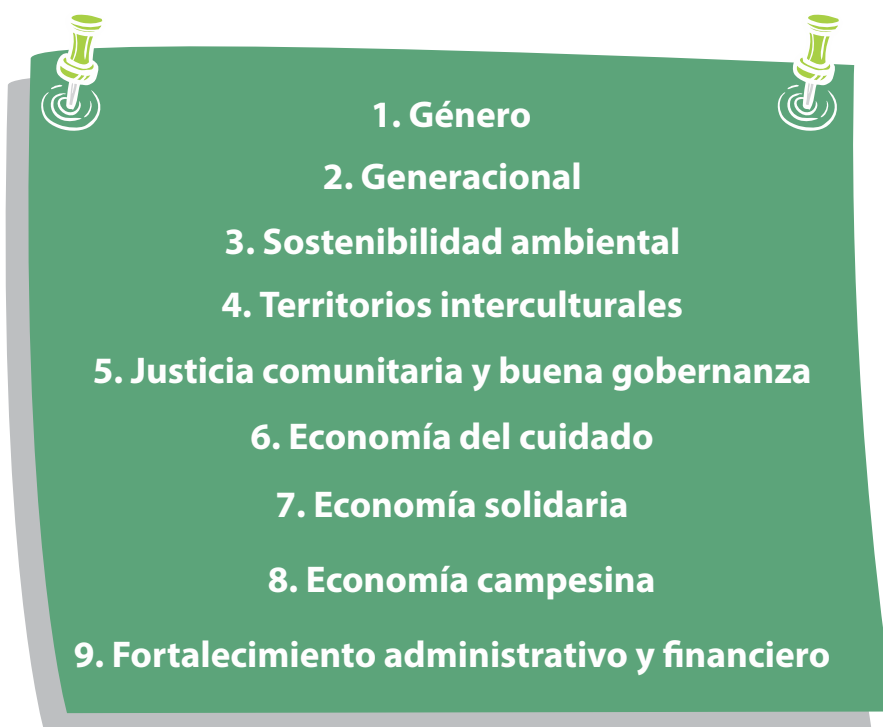 1. Género
2. Generacional
3. Sostenibilidad ambiental
4. Territorios interculturales
5. Justicia comunitaria y buena gobernanza
6. Economía del cuidado
7. Economía solidaria
8. Economía campesina
9. Fortalecimiento administrativo y financiero